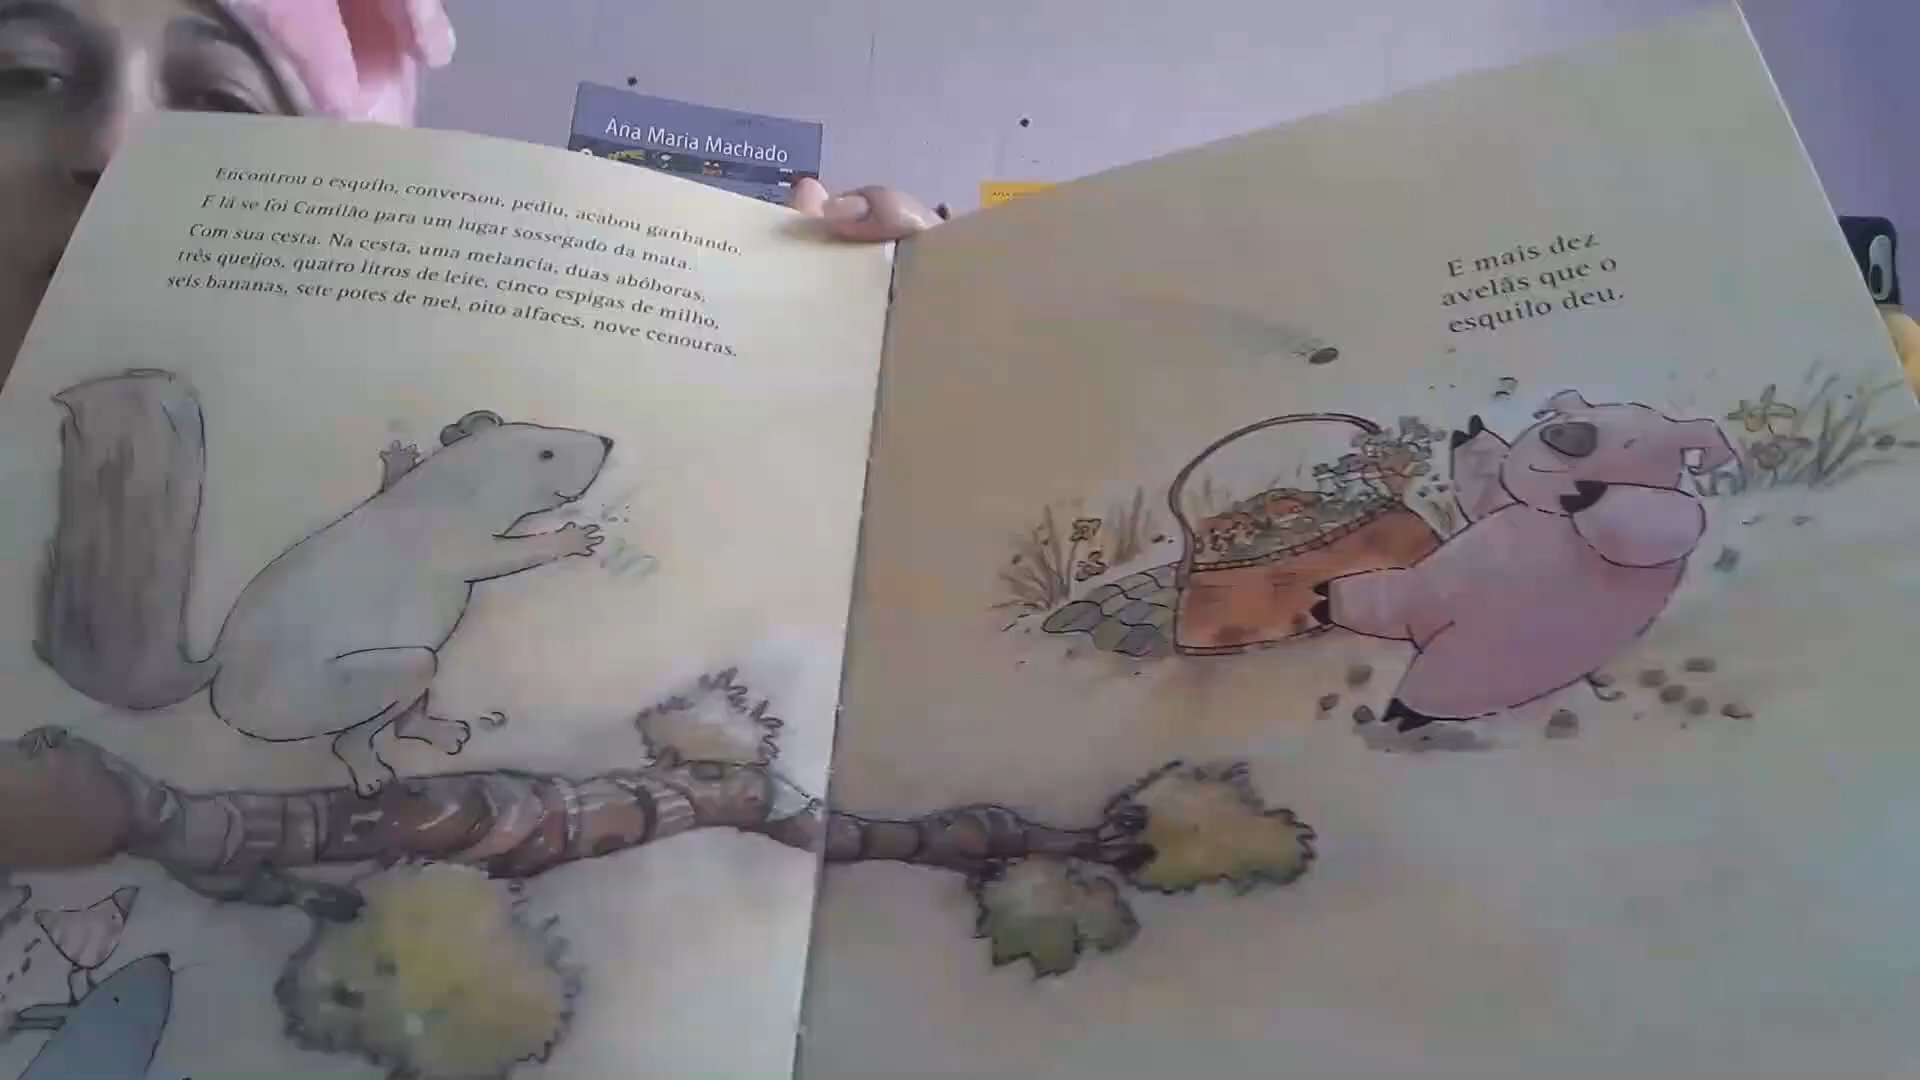 Ana Maria Machado
Encontrou o esquilo, conversou, pediu, acabou ganhando.
E lá se foi Camilão para um lugar sossegado da mata.
Com sua cesta. Na cesta, uma melancia, duas abóboras,
três queijos, quatro litros de leite, cinco espigas de milho,
seis bananas, sete potes de mel, oito alfaces, nove cenouras.
E mais dez
avelãs que o
esquilo deu.